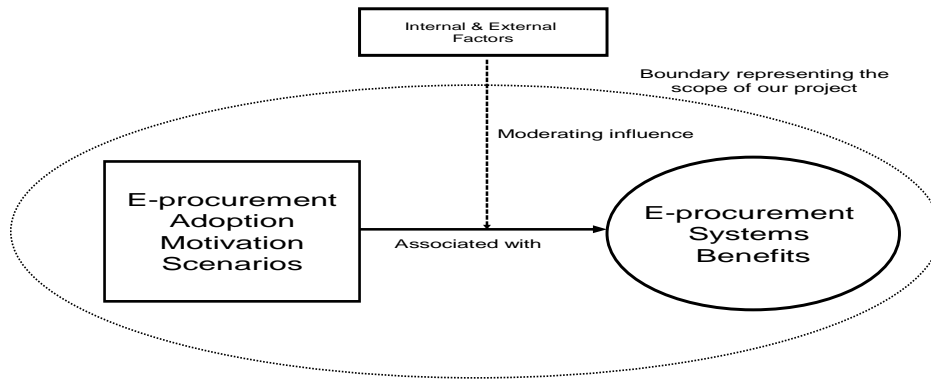 Internal & External
Factors
Boundary representing the
scope of our project
Moderating influence
E-procurement
Adoption
Motivation
Scenarios
Associated with
E-procurement
Systems
Benefits